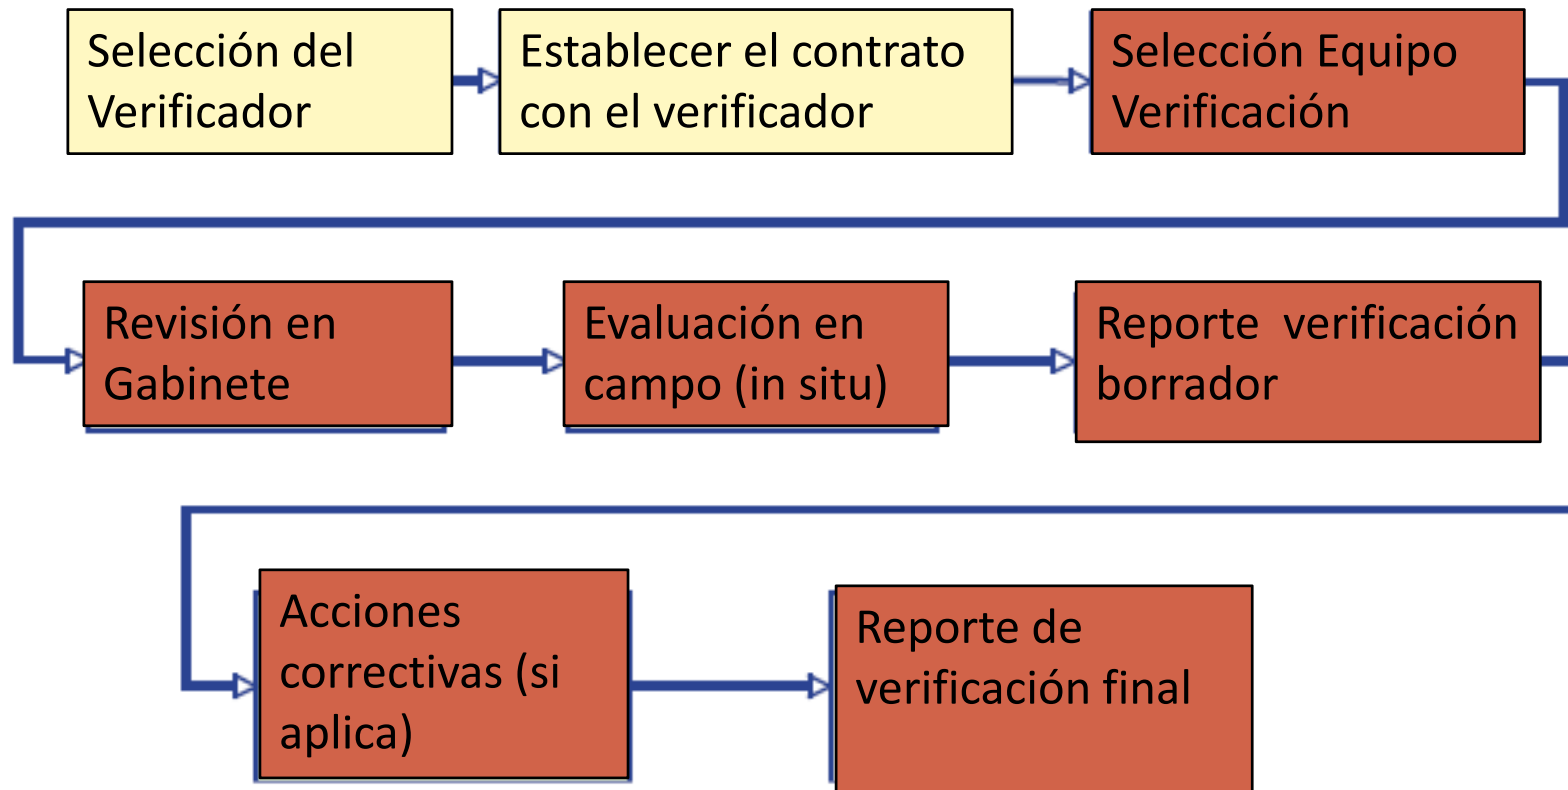 Selección del
Verificador
Establecer el contrato
con el verificador
Selección Equipo
Verificación
Revisión en
Gabinete
Evaluación en
campo (in situ)
Reporte  verificación
borrador
Acciones
correctivas (si
aplica)
Reporte de
verificación final